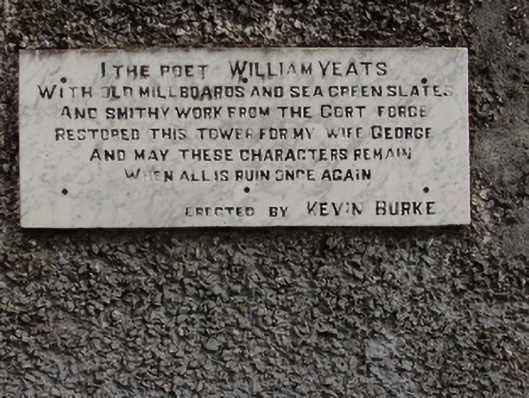 I THE POET WILLIAM YEATS
WITH OLD MILLBOARDS AND SEA GREEN SLATES
AND SMITHY WORK FROM THE GORT FORGE
RESTORED THIS TOWER FOR MY WIFE GEORGE
AND MAY THESE CHARACTERS REMAIN
WHEN ALL IS RUIN ONCE AGAIN
ERECTED BY KEVIN BURKE